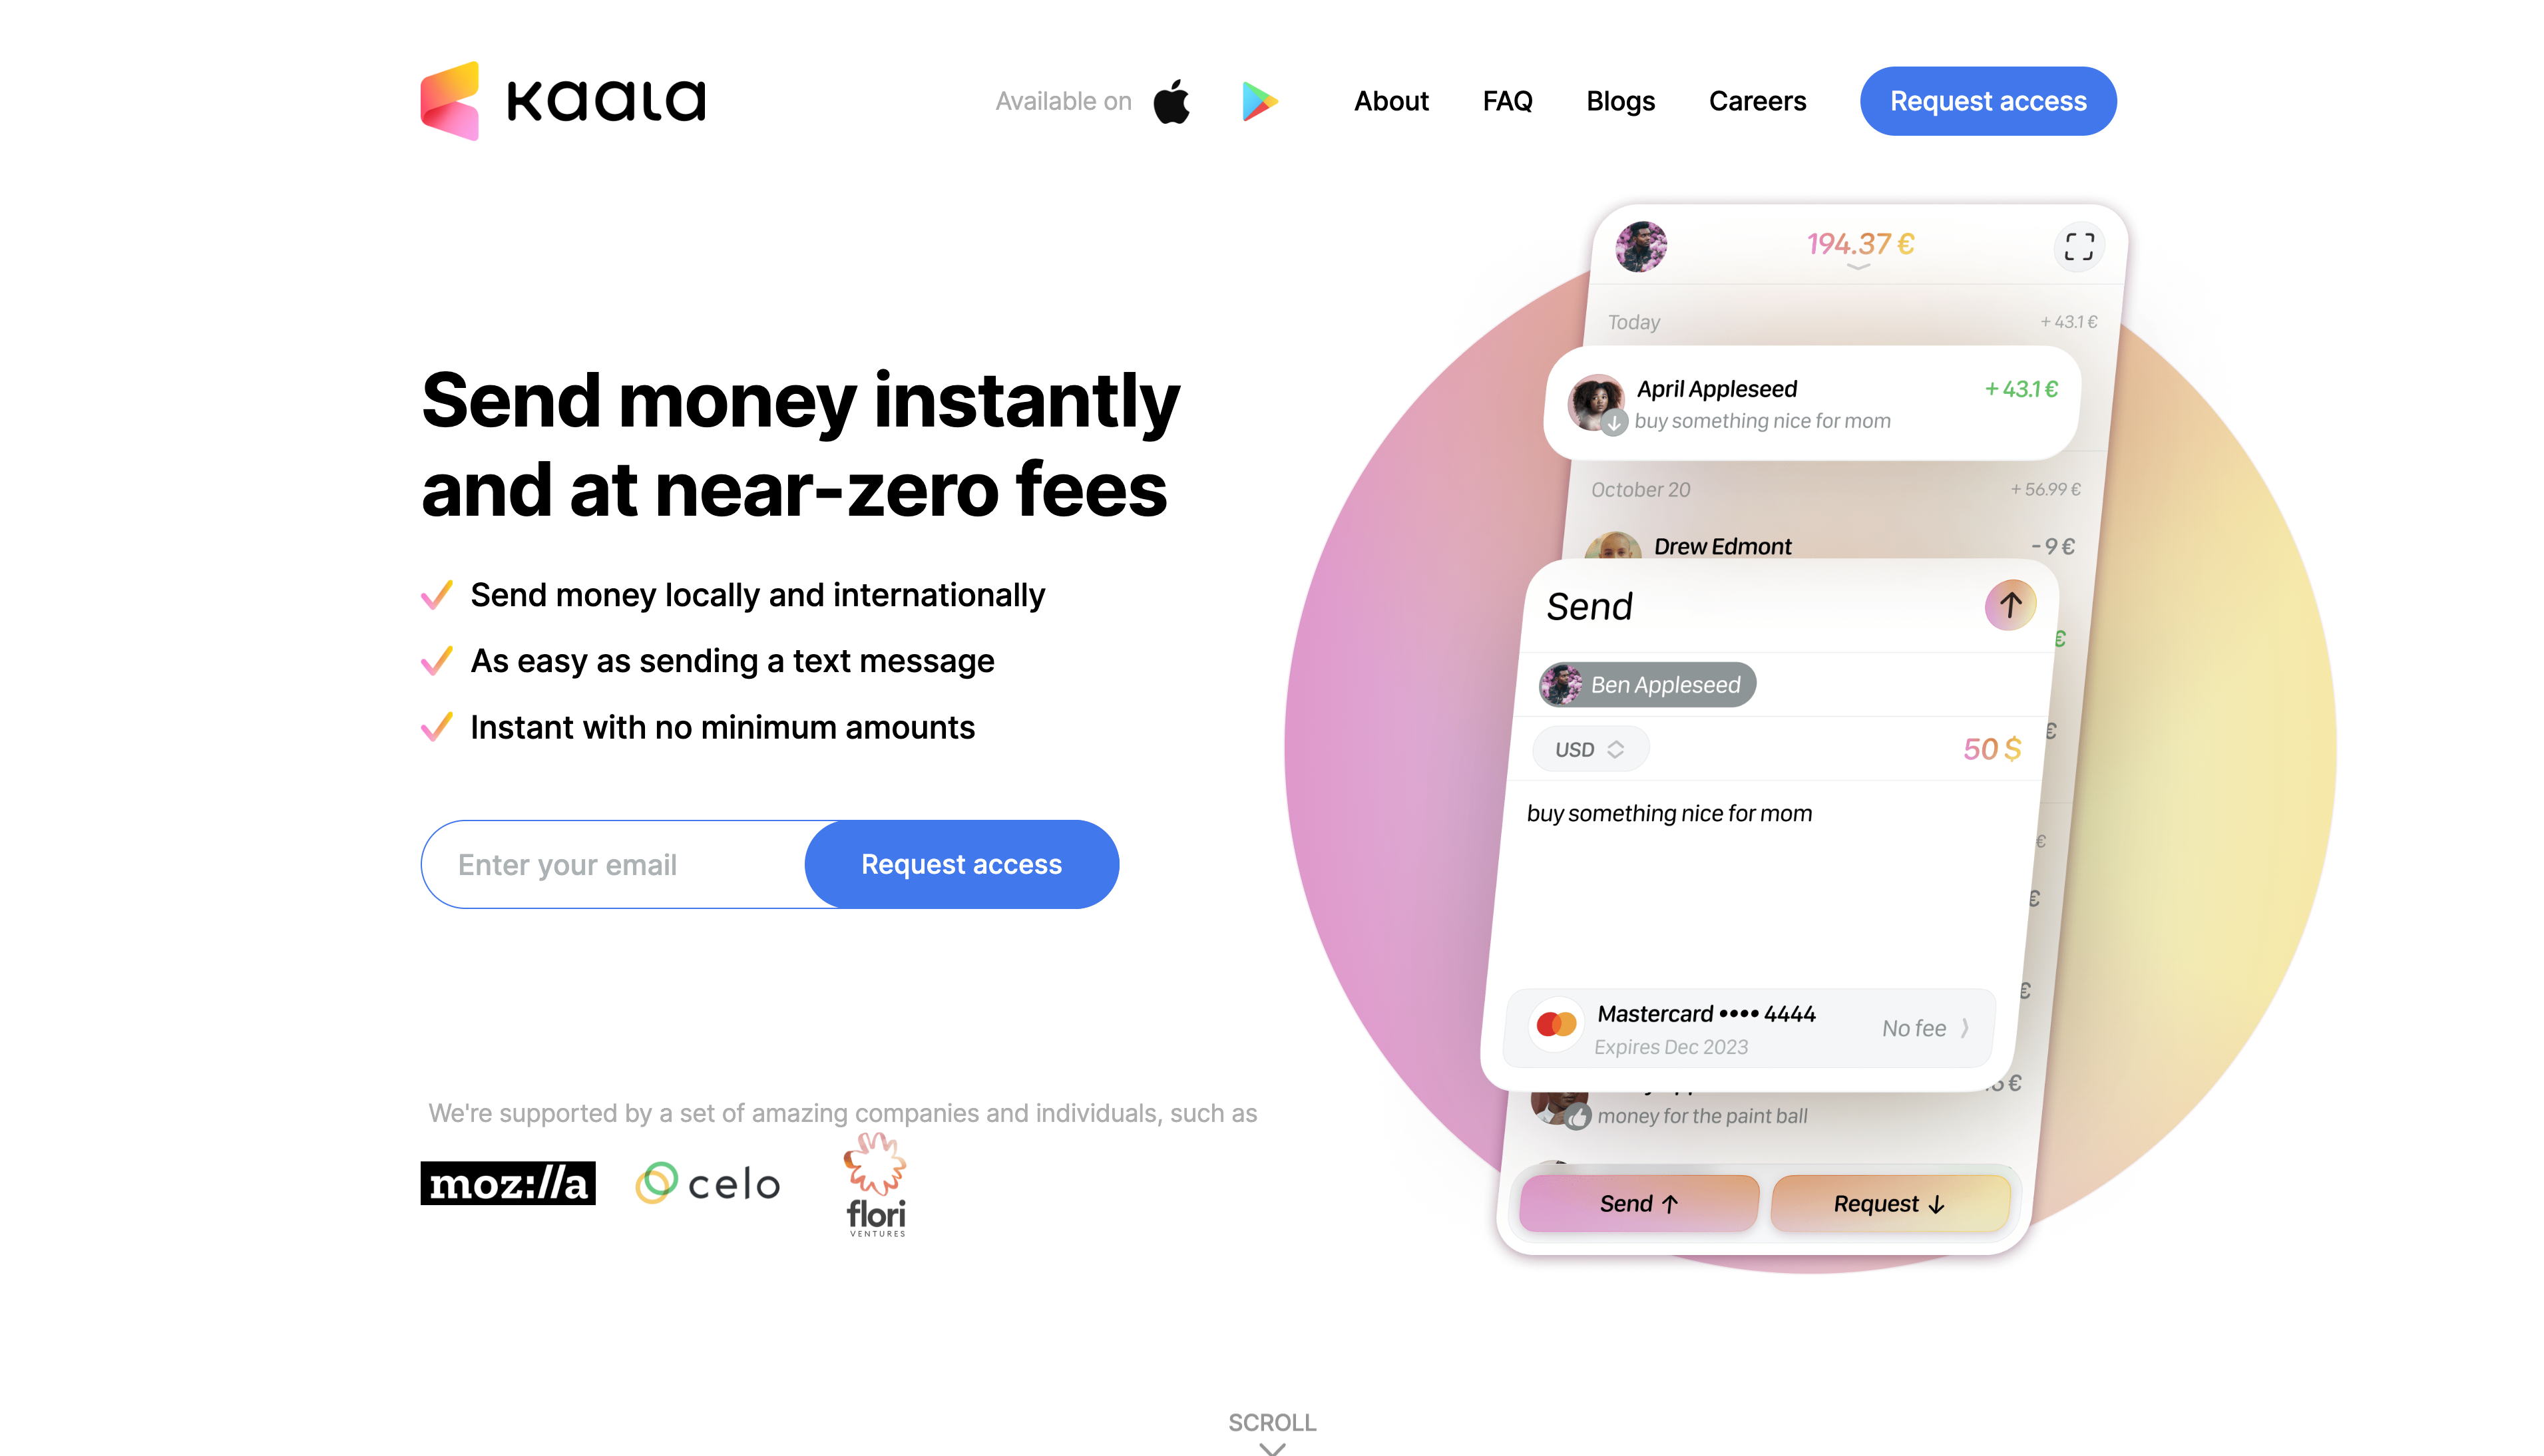 kaala
Available on
About
FAQ
Blogs
Careers
Request access
Send money instantly
and at near-zero fees
Send money locally and internationally
As easy as sending a text message
Instant with no minimum amounts
Enter your email
Request access
We're supported by a set of amazing companies and individuals, such as
moz://a
celo
flori
VENTURES
194.37 €
Today
+ 43.1 €
April Appleseed
+ 43.1 €
buy something nice for mom
October 20
+ 56.99 €
Drew Edmont
- 9 €
€
Send
Ben Appleseed
USD
50 $
€
buy something nice for mom
€
€
€
Mastercard •••• 4444
No fee
Expires Dec 2023
€
money for the paint ball
Send ↑
Request ↓
SCROLL